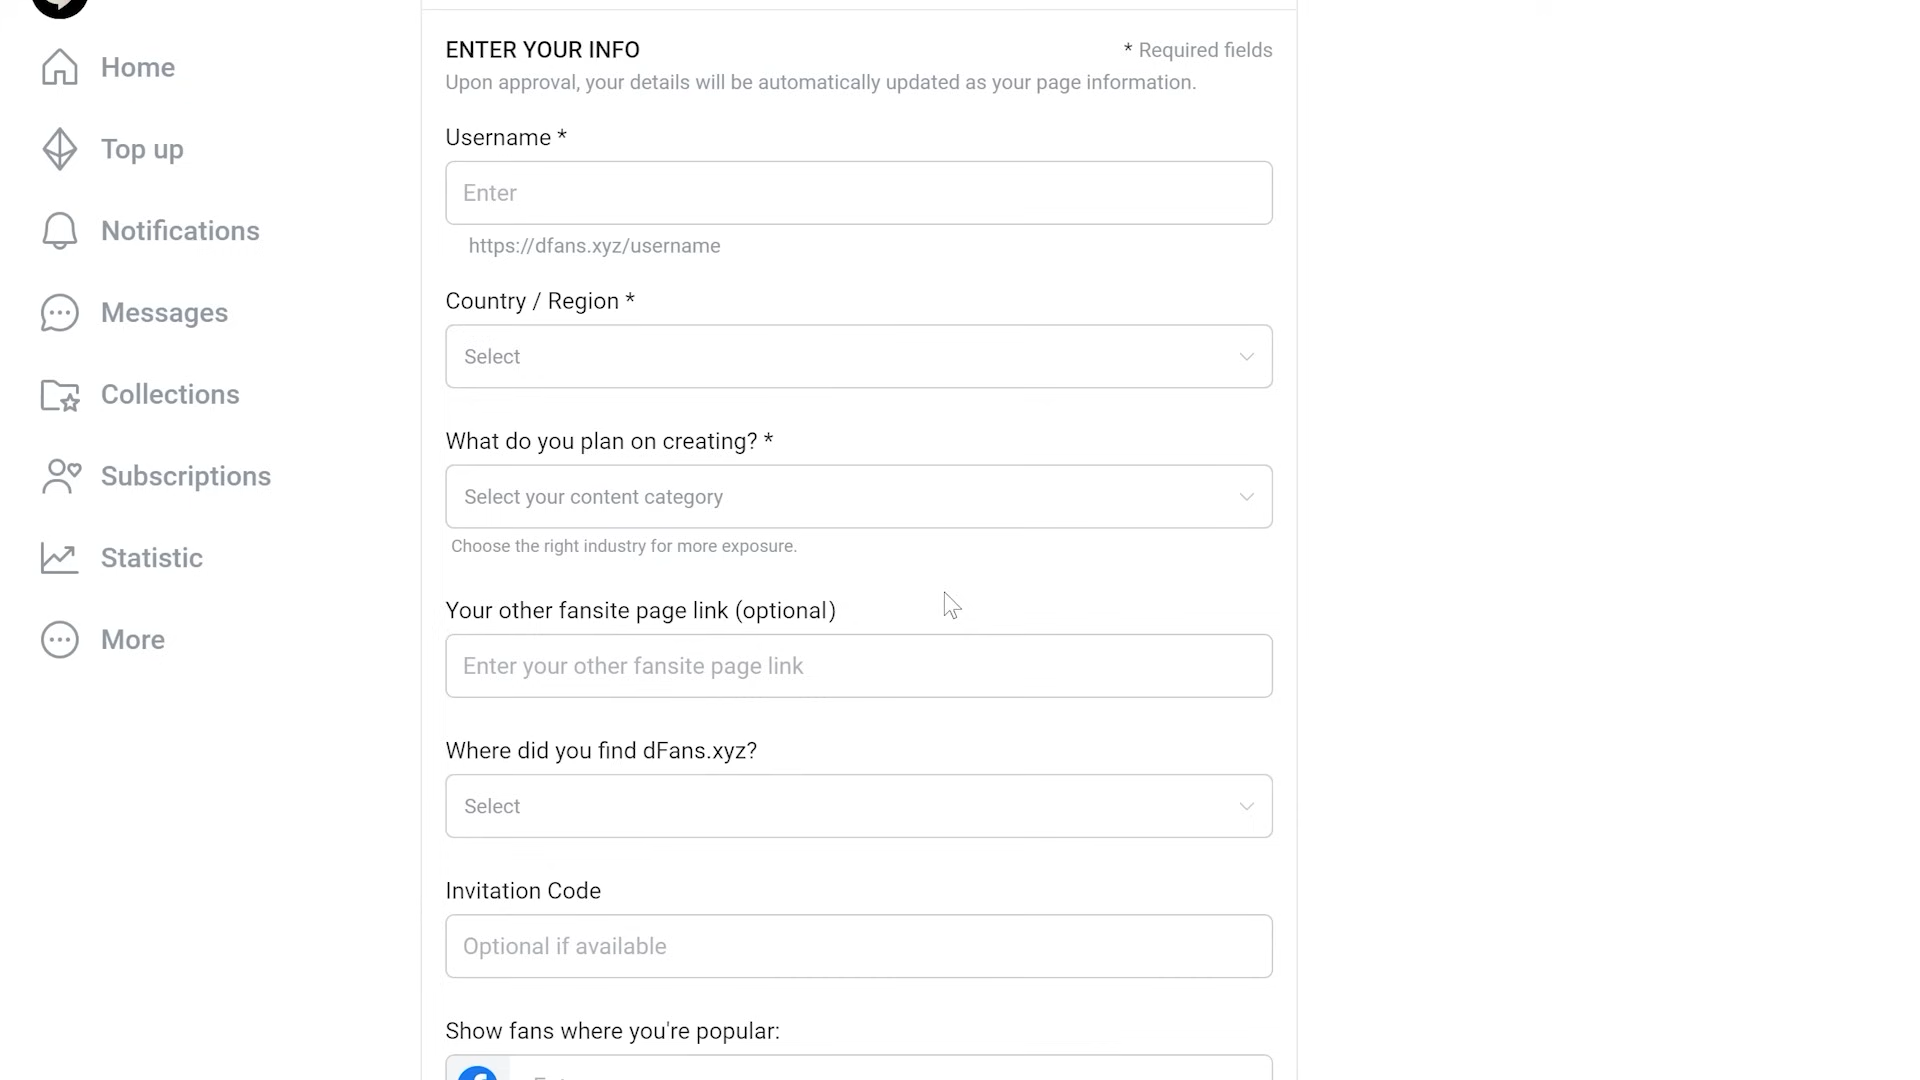 Home
Top up
Notifications
Messages
Collections
Subscriptions
Statistic
More
ENTER YOUR INFO
* Required fields
Upon approval, your details will be automatically updated as your page information.
Username *
Enter
https://dfans.xyz/username
Country / Region *
Select
What do you plan on creating? *
Select your content category
Choose the right industry for more exposure.
Your other fansite page link (optional)
Enter your other fansite page link
Where did you find dFans.xyz?
Select
Invitation Code
Optional if available
Show fans where you're popular: